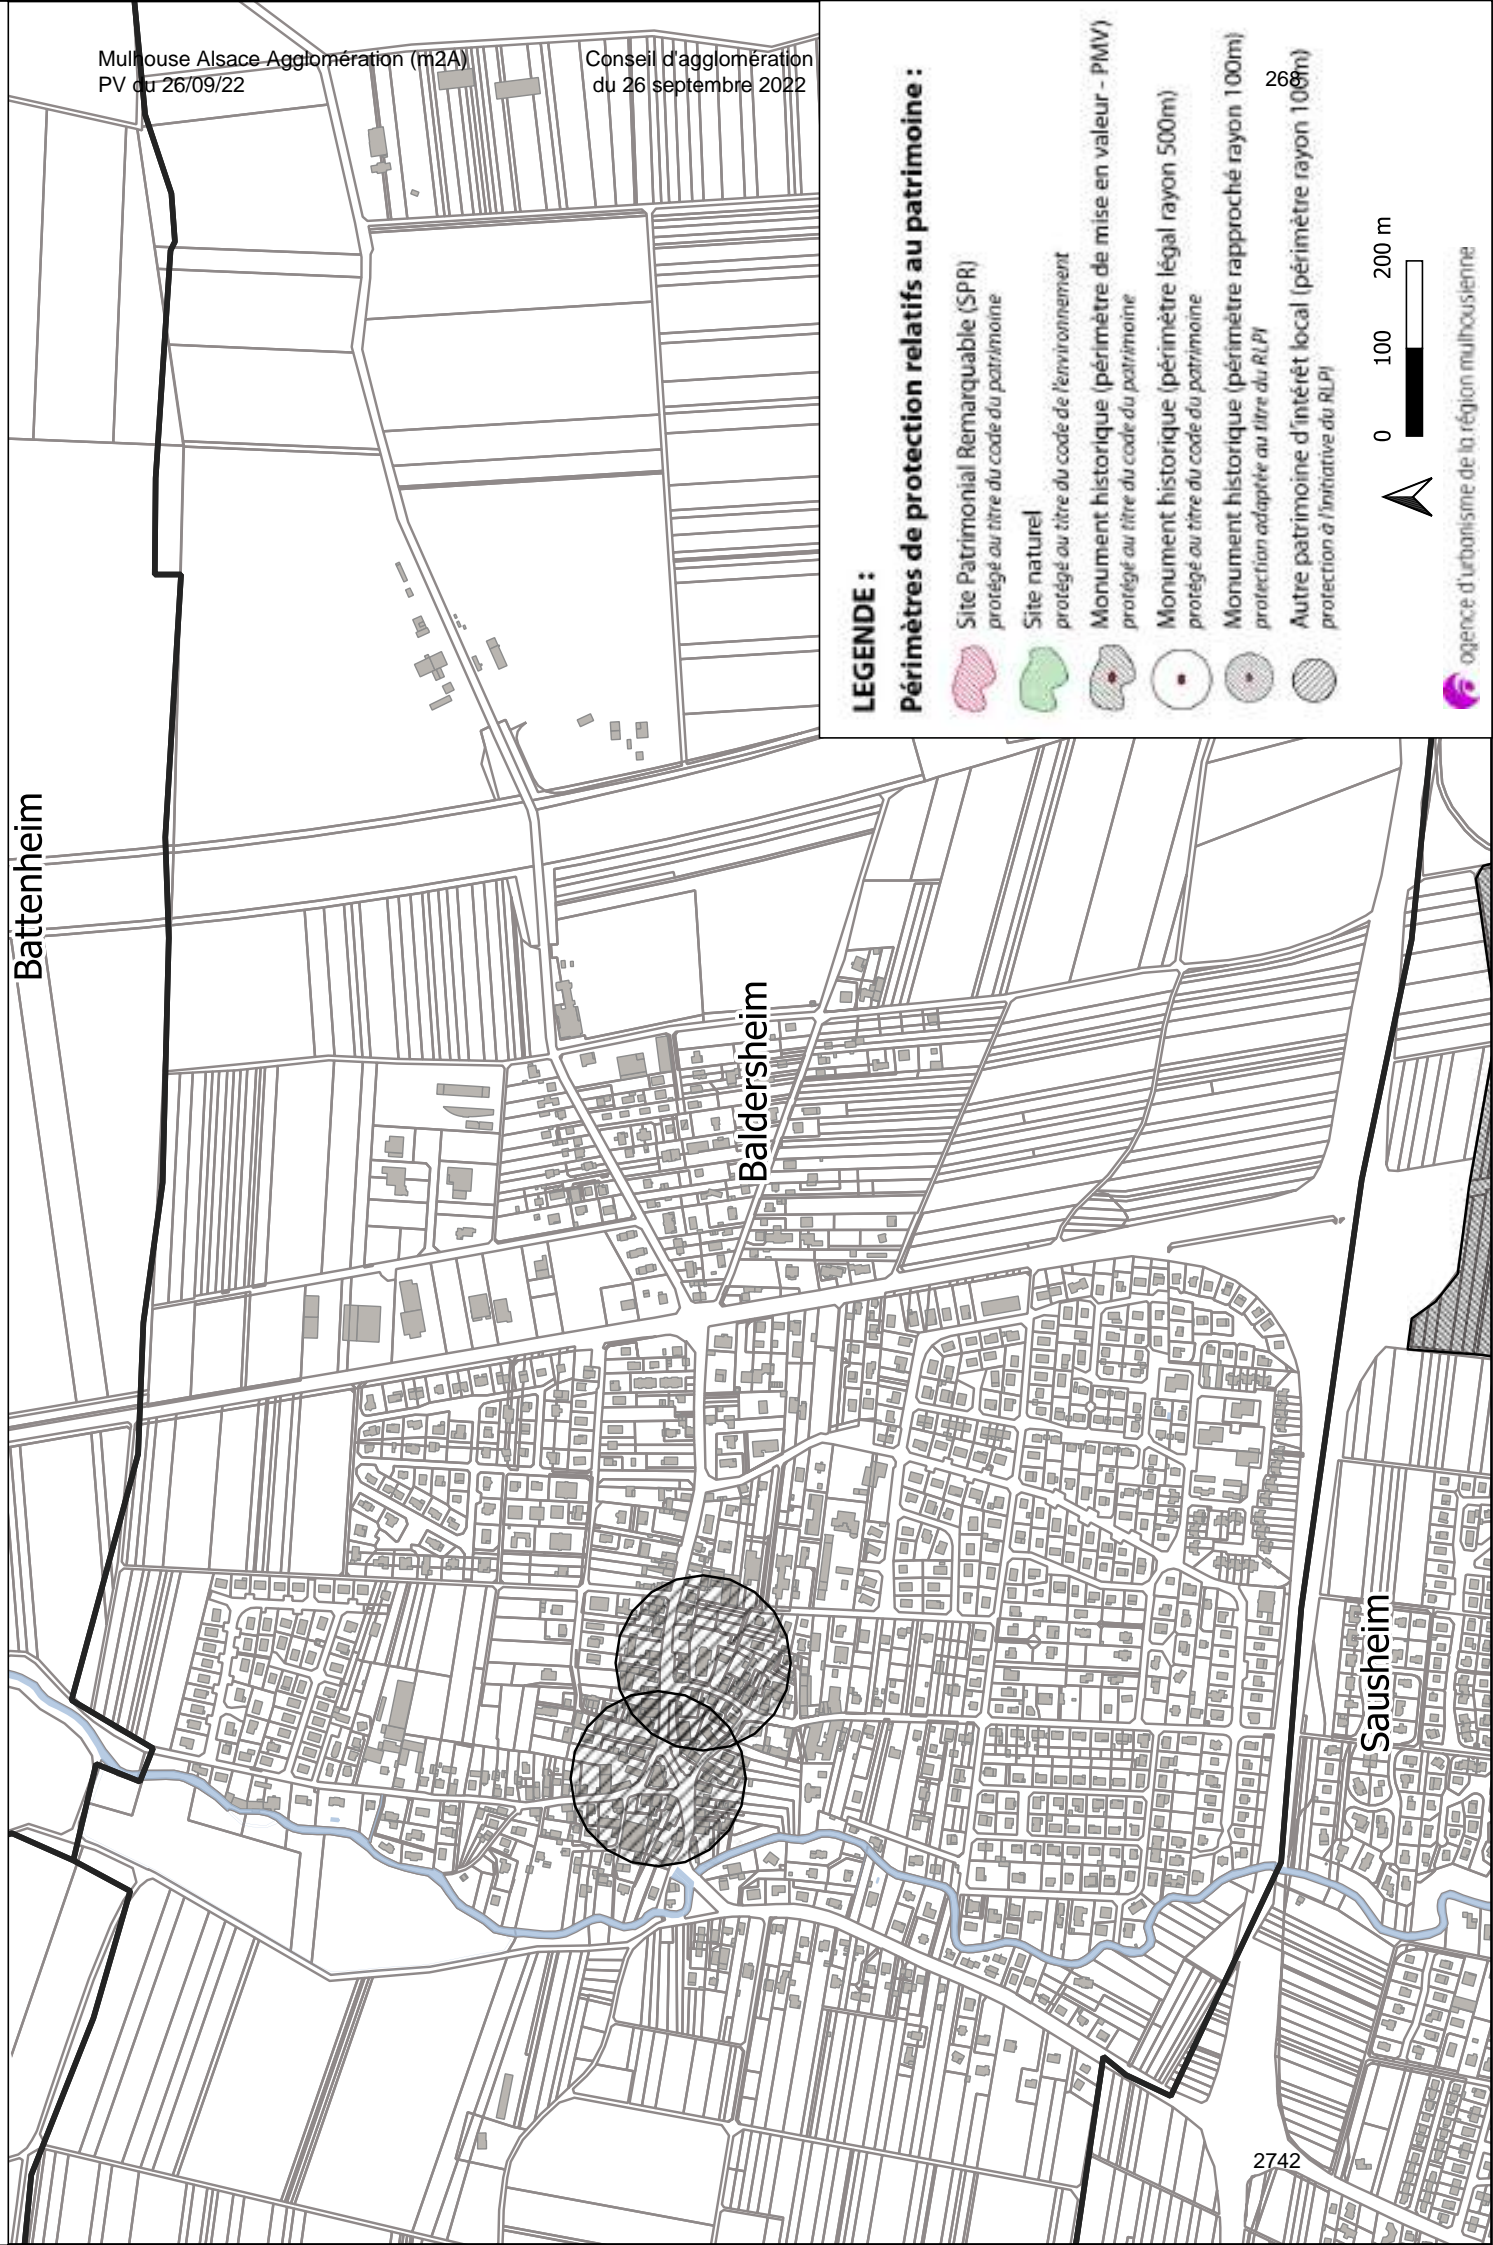 Mulhouse Alsace Agglomération (m2A)
PV du 26/09/22
Conseil d'agglomération
du 26 septembre 2022
268
LEGENDE :
Périmètres de protection relatifs au patrimoine :
Site Patrimonial Remarquable (SPR)
protégé au titre du code du patrimoine
Site naturel
protégé au titre du code de l'environnement
Monument historique (périmètre de mise en valeur - PMV)
protégé au titre du code du patrimoine
Monument historique (périmètre légal rayon 500m)
protégé au titre du code du patrimoine
Monument historique (périmètre rapproché rayon 100m)
protection adaptée au titre du RLPI
Autre patrimoine d'intérêt local (périmètre rayon 100m)
protection à l'initiative du RLPI
0 100 200 m
agence d'urbanisme de la région mulhousienne
Battenheim
Baldersheim
Sausheim
2742